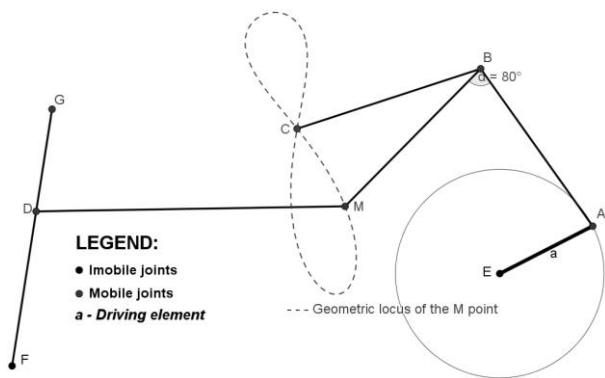 B
d = 80°
G
C
D
M
A
a
E
LEGEND:
● Imobile joints
● Mobile joints
a - Driving element
--- Geometric locus of the M point
F